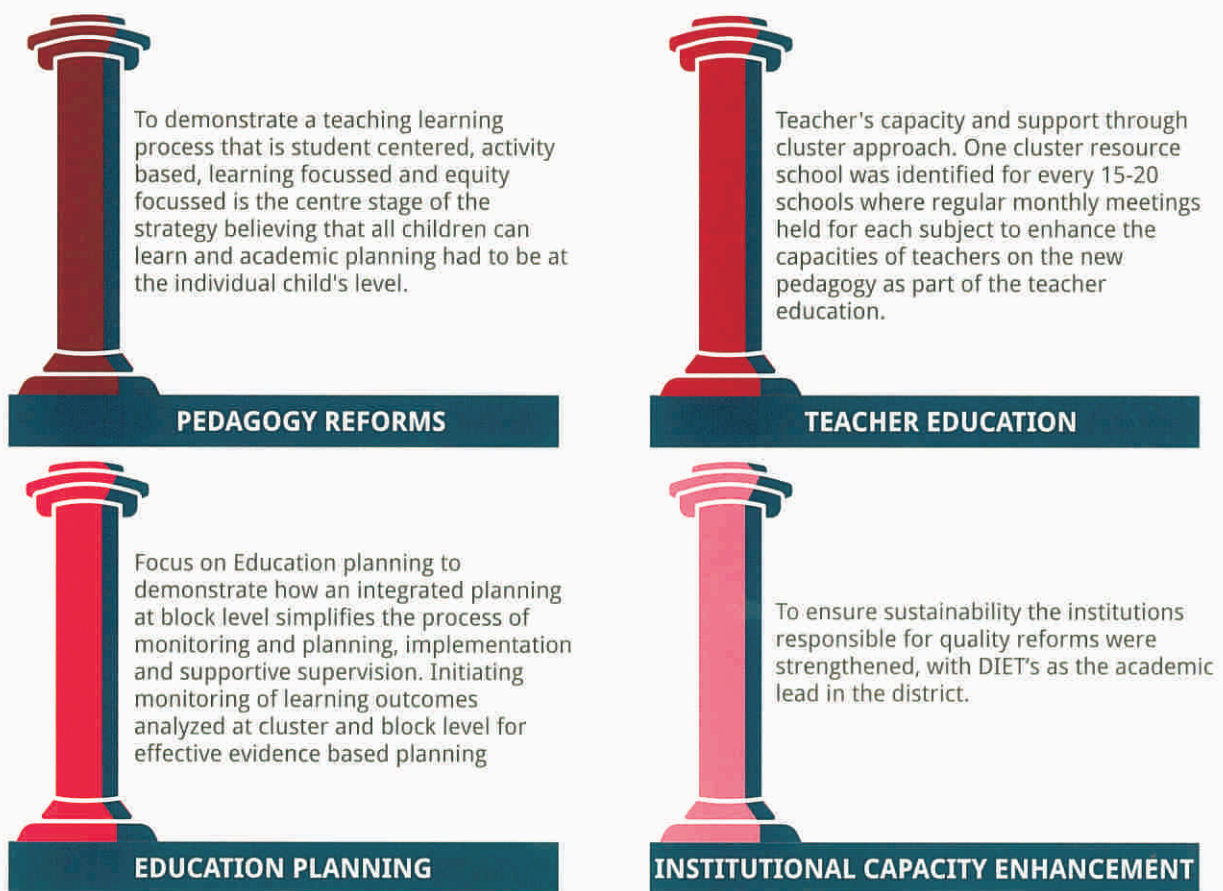 To demonstrate a teaching learning
process that is student centered, activity
based, learning focussed and equity
focussed is the centre stage of the
strategy believing that all children can
learn and academic planning had to be at
the individual child's level.
PEDAGOGY REFORMS
Teacher's capacity and support through
cluster approach. One cluster resource
school was identified for every 15-20
schools where regular monthly meetings
held for each subject to enhance the
capacities of teachers on the new
pedagogy as part of the teacher
education.
TEACHER EDUCATION
Focus on Education planning to
demonstrate how an integrated planning
at block level simplifies the process of
monitoring and planning, implementation
and supportive supervision. Initiating
monitoring of learning outcomes
analyzed at cluster and block level for
effective evidence based planning
EDUCATION PLANNING
To ensure sustainability the institutions
responsible for quality reforms were
strengthened, with DIET's as the academic
lead in the district.
INSTITUTIONAL CAPACITY ENHANCEMENT